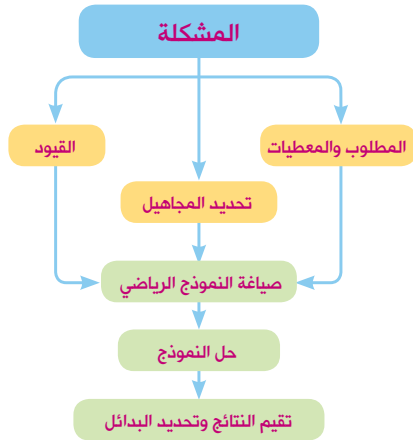 المشكلة
المطلوب والمعطيات
القيود
تحديد المجاهيل
صياغة النموذج الرياضي
حل النموذج
تقيم النتائج وتحديد البدائل